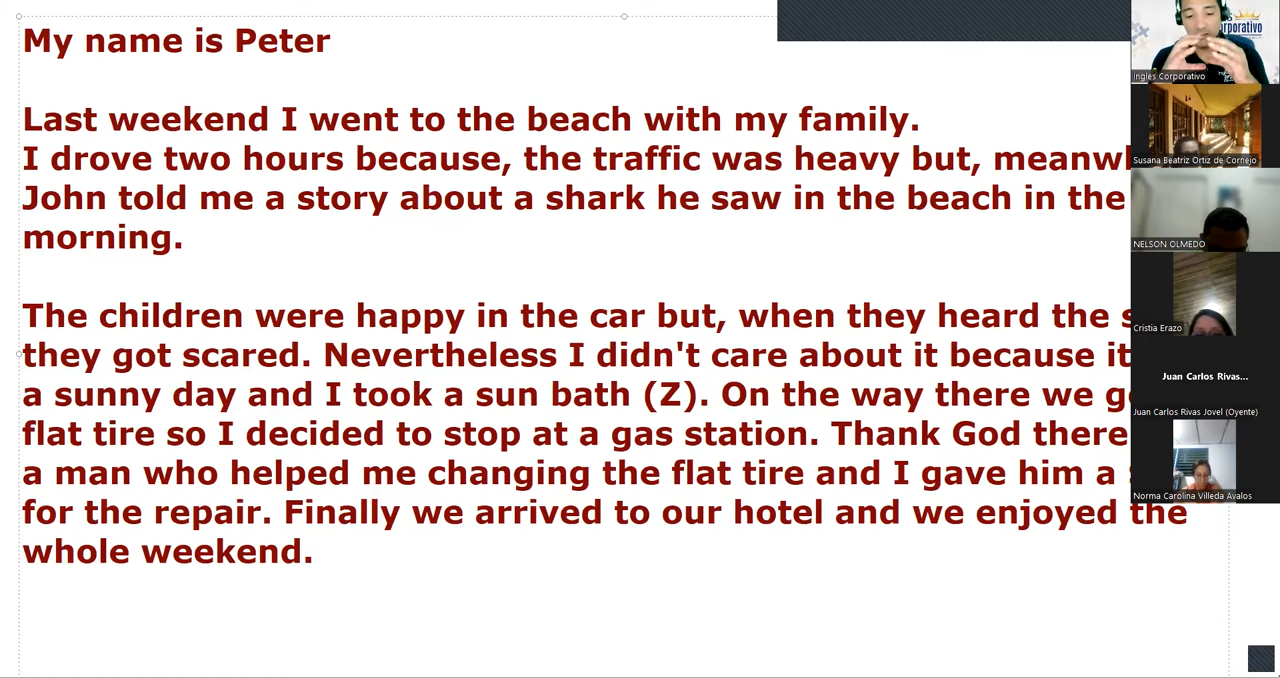 My name is Peter
Last weekend I went to the beach with my family.
I drove two hours because, the traffic was heavy but,
John told me a story about a shark he saw in the beach in the
morning.
The children were happy in the car but, when they heard the
they got scared. Nevertheless I didn't care about it because it
a sunny day and I took a sun bath (Z). On the way there we
flat tire so I decided to stop at a gas station. Thank God there
a man who helped me changing the flat tire and I gave him a
for the repair. Finally we arrived to our hotel and we enjoyed the
whole weekend.
orporativo
Inglés Corporativo
Susana Beatriz Ortiz de Cornejo
NELSON OLMEDO
Cristia Erazo
Juan Carlos Rivas...
Juan Carlos Rivas Jovel (Oyente)
Norma Carolina Villeda Avalos